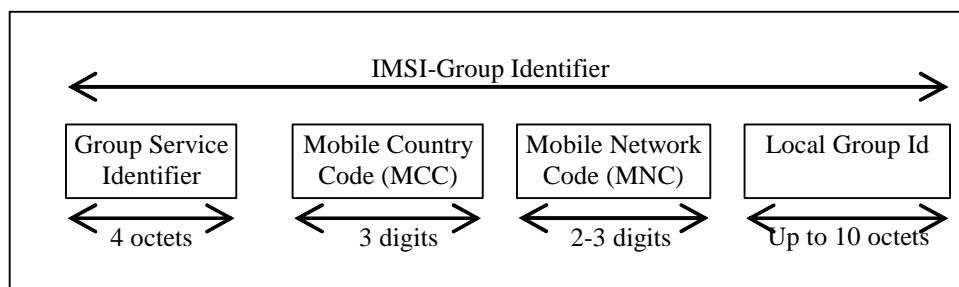 IMSI-Group Identifier
Group Service
Identifier
Mobile Country
Code (MCC)
Mobile Network
Code (MNC)
Local Group Id
4 octets
3 digits
2-3 digits
Up to 10 octets